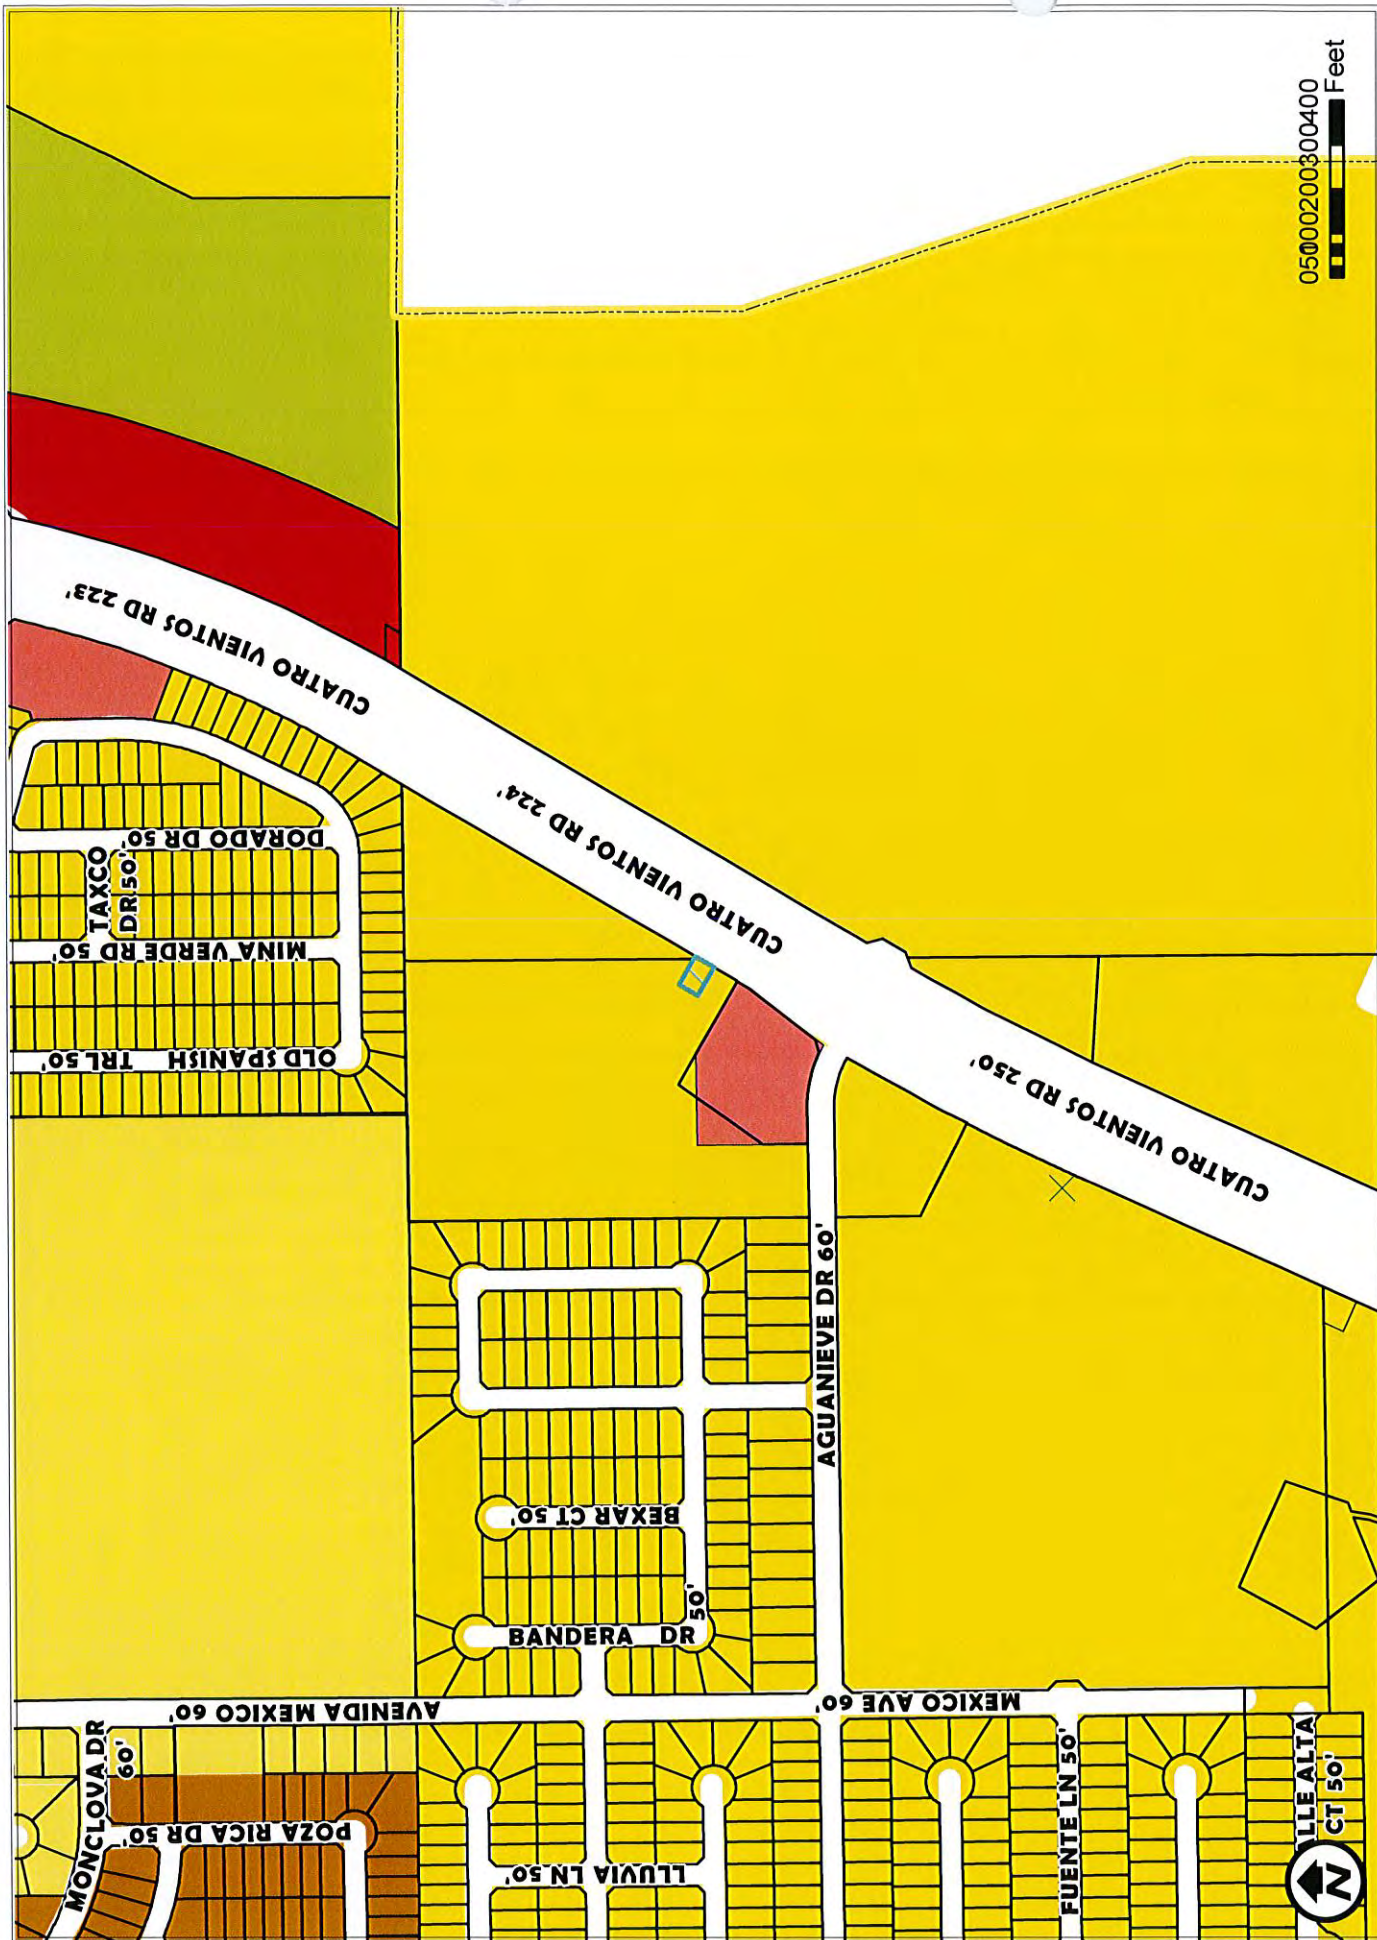 050100200300400
Feet
CUATRO VIENTOS RD 223'
CUATRO VIENTOS RD 224'
DORADO DR 50'
TAXCO
DR 50'
MINA VERDE RD 50'
OLD SPANISH TRL 50'
CUATRO VIENTOS RD 250'
AGUANIEVE DR 60'
BEXAR CT 50'
BANDERA DR
50'
AVENIDA MEXICO 60'
MEXICO AVE 60'
MONCLOVA DR
60'
POZA RICA DR 50'
LLUVIA LN 50'
FUENTE LN 50'
ALLE ALTA
CT 50'
N